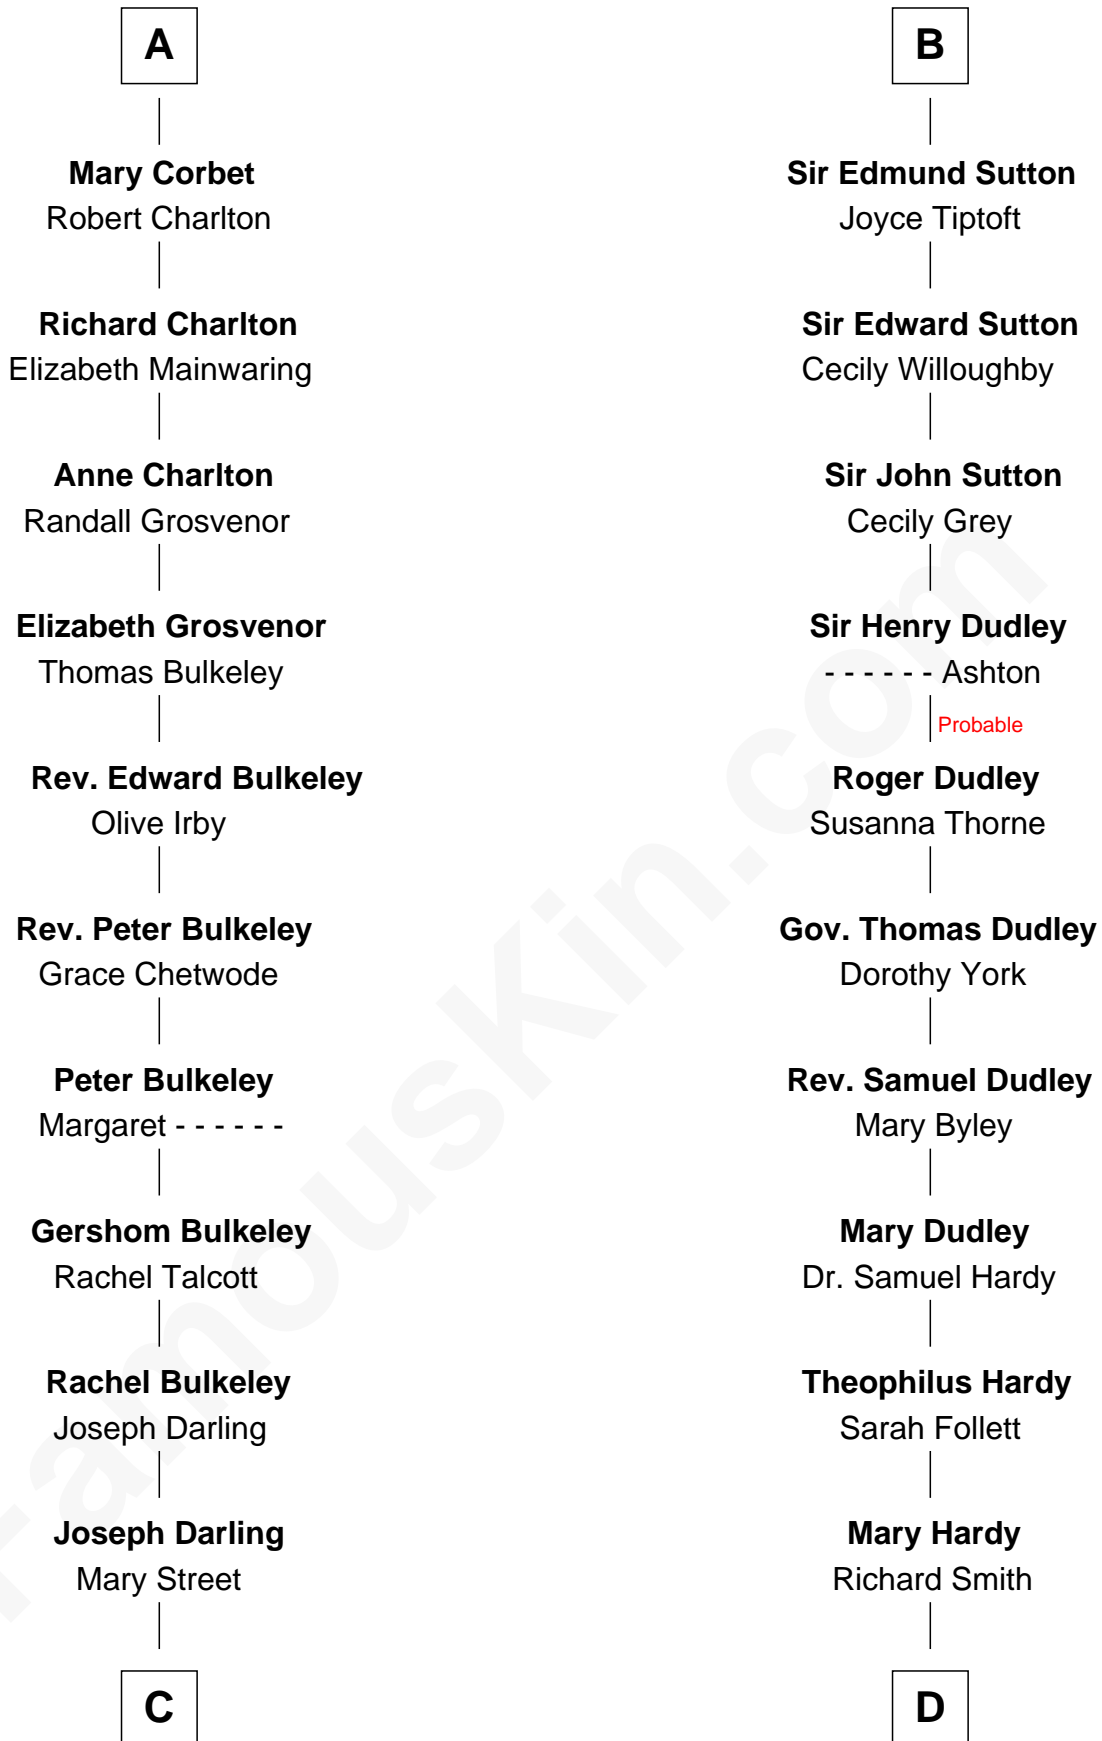 A
Mary Corbet
Robert Charlton
Richard Charlton
Elizabeth Mainwaring
Anne Charlton
Randall Grosvenor
Elizabeth Grosvenor
Thomas Bulkeley
Rev. Edward Bulkeley
Olive Irby
Rev. Peter Bulkeley
Grace Chetwode
Peter Bulkeley
Margaret - - - - - -
Gershom Bulkeley
Rachel Talcott
Rachel Bulkeley
Joseph Darling
Joseph Darling
Mary Street
C
B
Sir Edmund Sutton
Joyce Tiptoft
Sir Edward Sutton
Cecily Willoughby
Sir John Sutton
Cecily Grey
Sir Henry Dudley
- - - - - - Ashton
Probable
Roger Dudley
Susanna Thorne
Gov. Thomas Dudley
Dorothy York
Rev. Samuel Dudley
Mary Byley
Mary Dudley
Dr. Samuel Hardy
Theophilus Hardy
Sarah Follett
Mary Hardy
Richard Smith
D
FamousKin.com